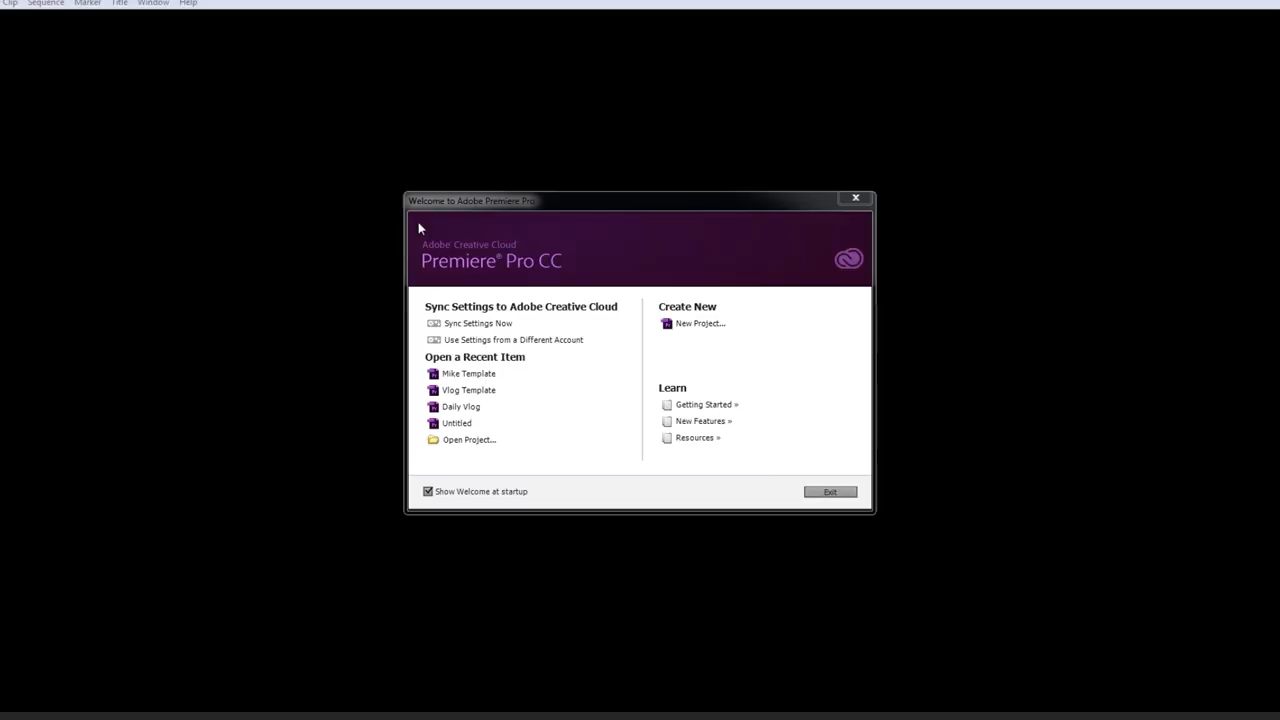 Clip Sequence Marker Title Window Help
Welcome to Adobe Premiere Pro
Adobe® Creative Cloud™
Premiere® Pro CC
Sync Settings to Adobe Creative Cloud
Sync Settings Now
Use Settings from a Different Account
Open a Recent Item
Mike Template
Vlog Template
Daily Vlog
Untitled
Open Project...
Create New
New Project...
Learn
Getting Started »
New Features »
Resources »
Show Welcome at startup
Exit